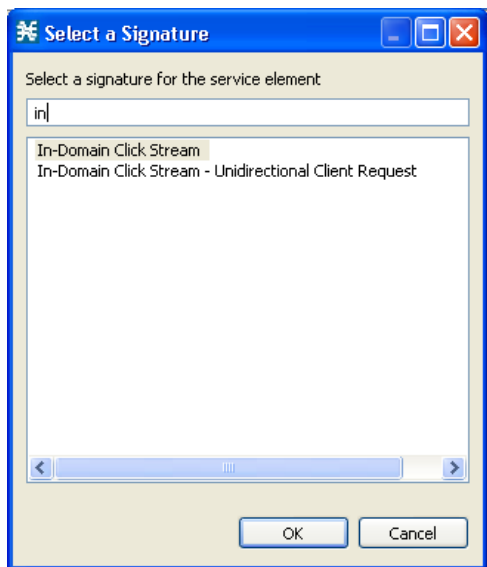 Select a Signature
Select a signature for the service element
in
In-Domain Click Stream
In-Domain Click Stream - Unidirectional Client Request
OK
Cancel